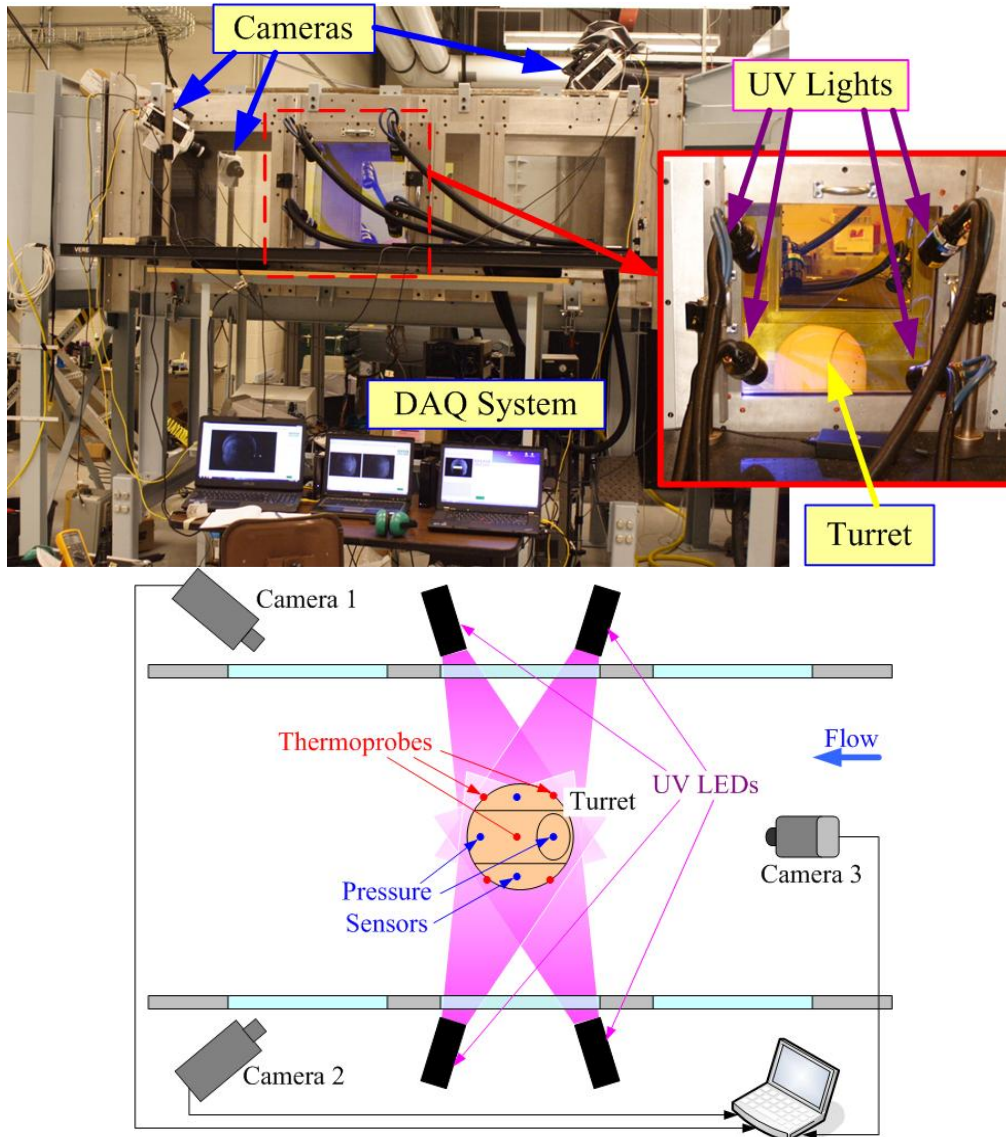 Cameras
UV Lights
VERE
DAQ System
Turret
Camera 1
Flow
Thermoprobes
UV LEDs
Turret
Pressure
Sensors
Camera 3
Camera 2